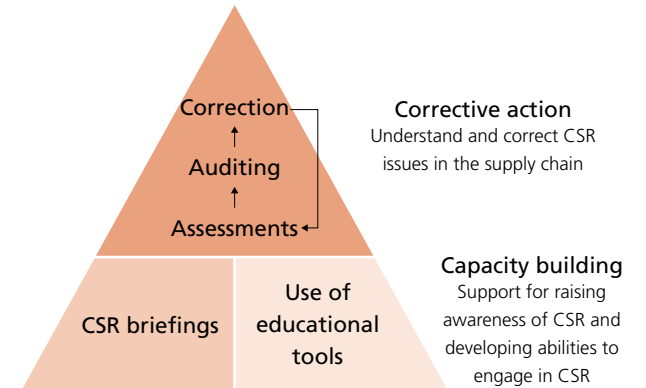 Correction
Auditing
Assessments
Corrective action
Understand and correct CSR
issues in the supply chain
CSR briefings
Use of
educational
tools
Capacity building
Support for raising
awareness of CSR and
developing abilities to
engage in CSR